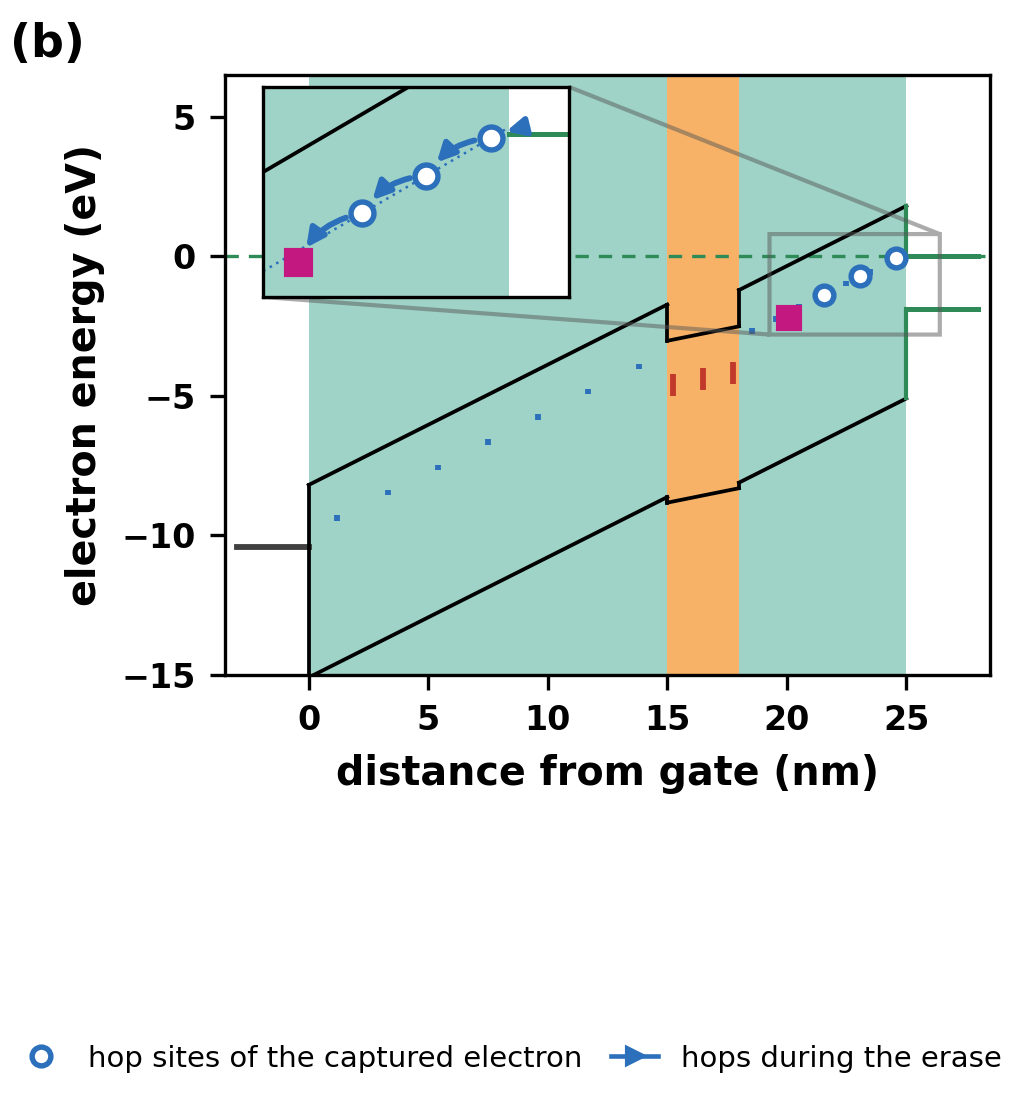 (b)
5
0
−5
−10
−15
electron energy (eV)
0 5 10 15 20 25
distance from gate (nm)
hop sites of the captured electron hops during the erase